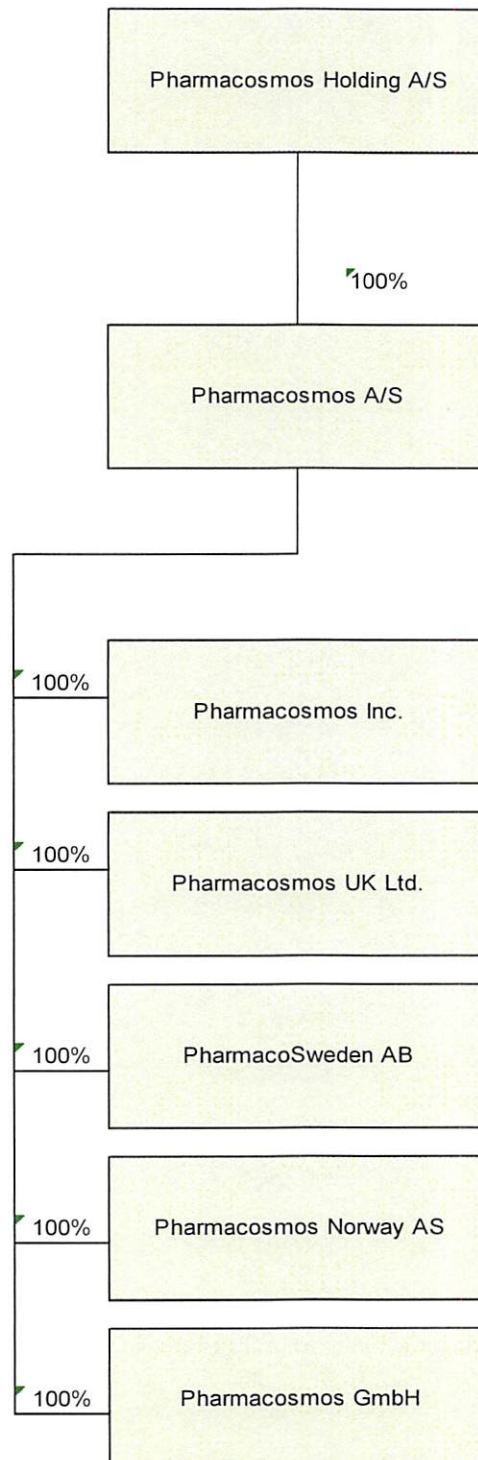 Pharmacosmos Holding A/S
100%
Pharmacosmos A/S
100%
Pharmacosmos Inc.
100%
Pharmacosmos UK Ltd.
100%
PharmacoSweden AB
100%
Pharmacosmos Norway AS
100%
Pharmacosmos GmbH